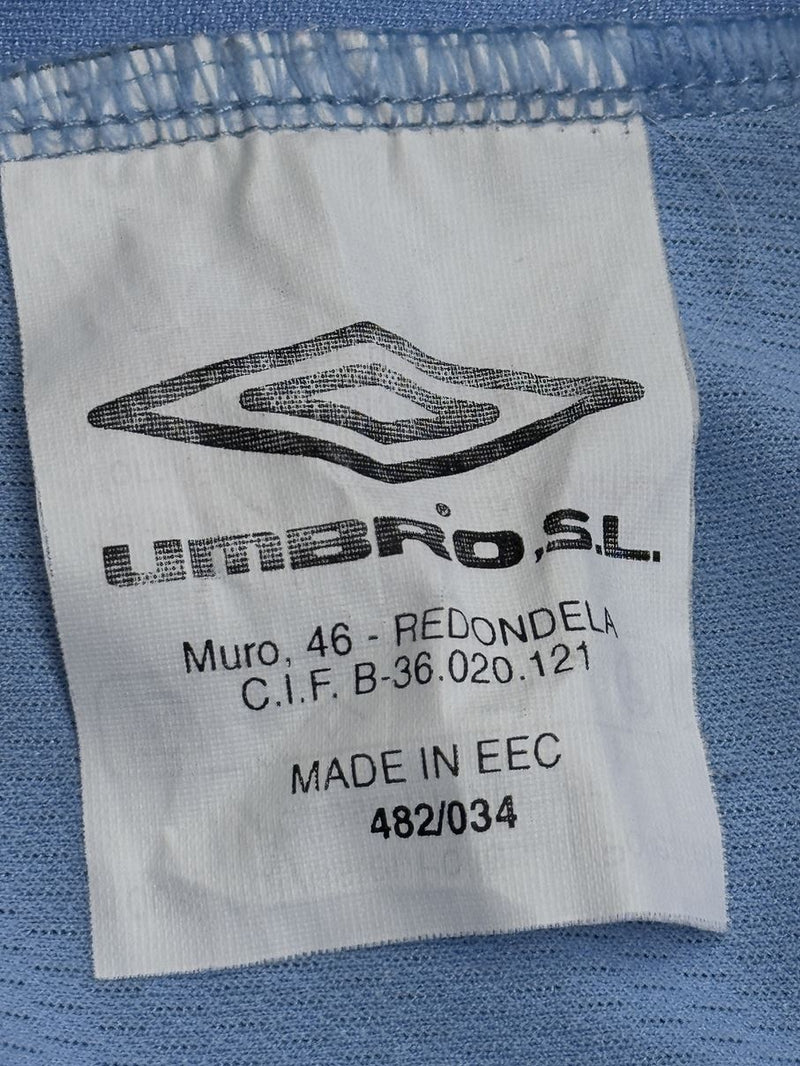 UMBRO®, S.L.
Muro, 46 - REDONDELA
C.I.F. B-36.020.121
MADE IN EEC
482/034